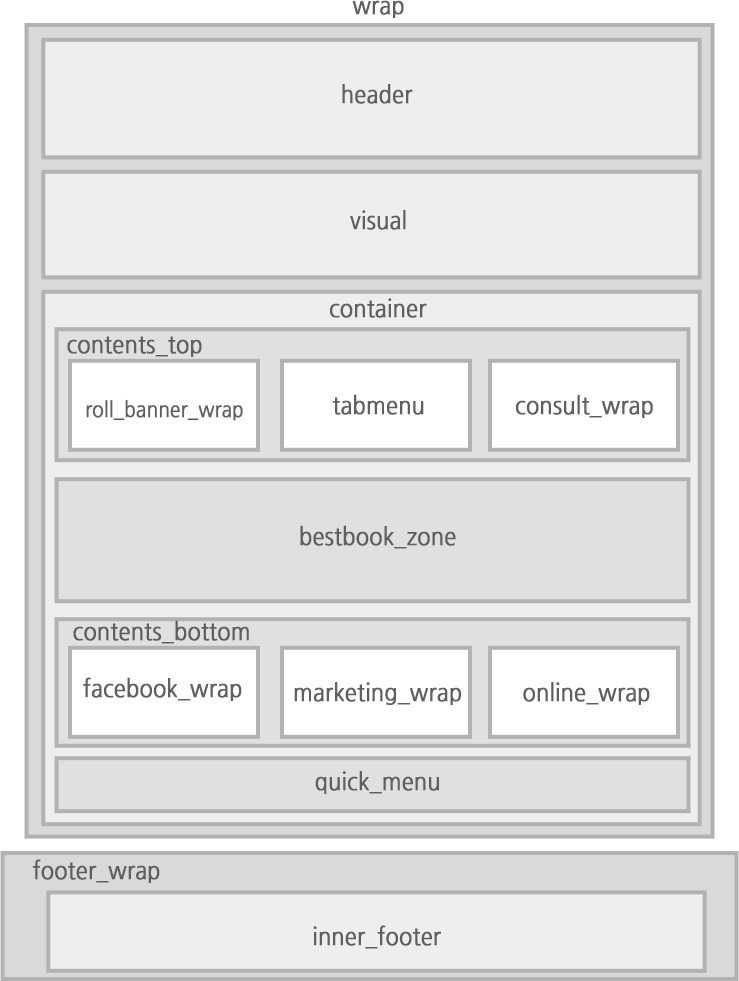 wrap
header
visual
container
contents_top
roll_banner_wrap
tabmenu
consult_wrap
bestbook_zone
contents_bottom
facebook_wrap
marketing_wrap
online_wrap
quick_menu
footer_wrap
inner_footer